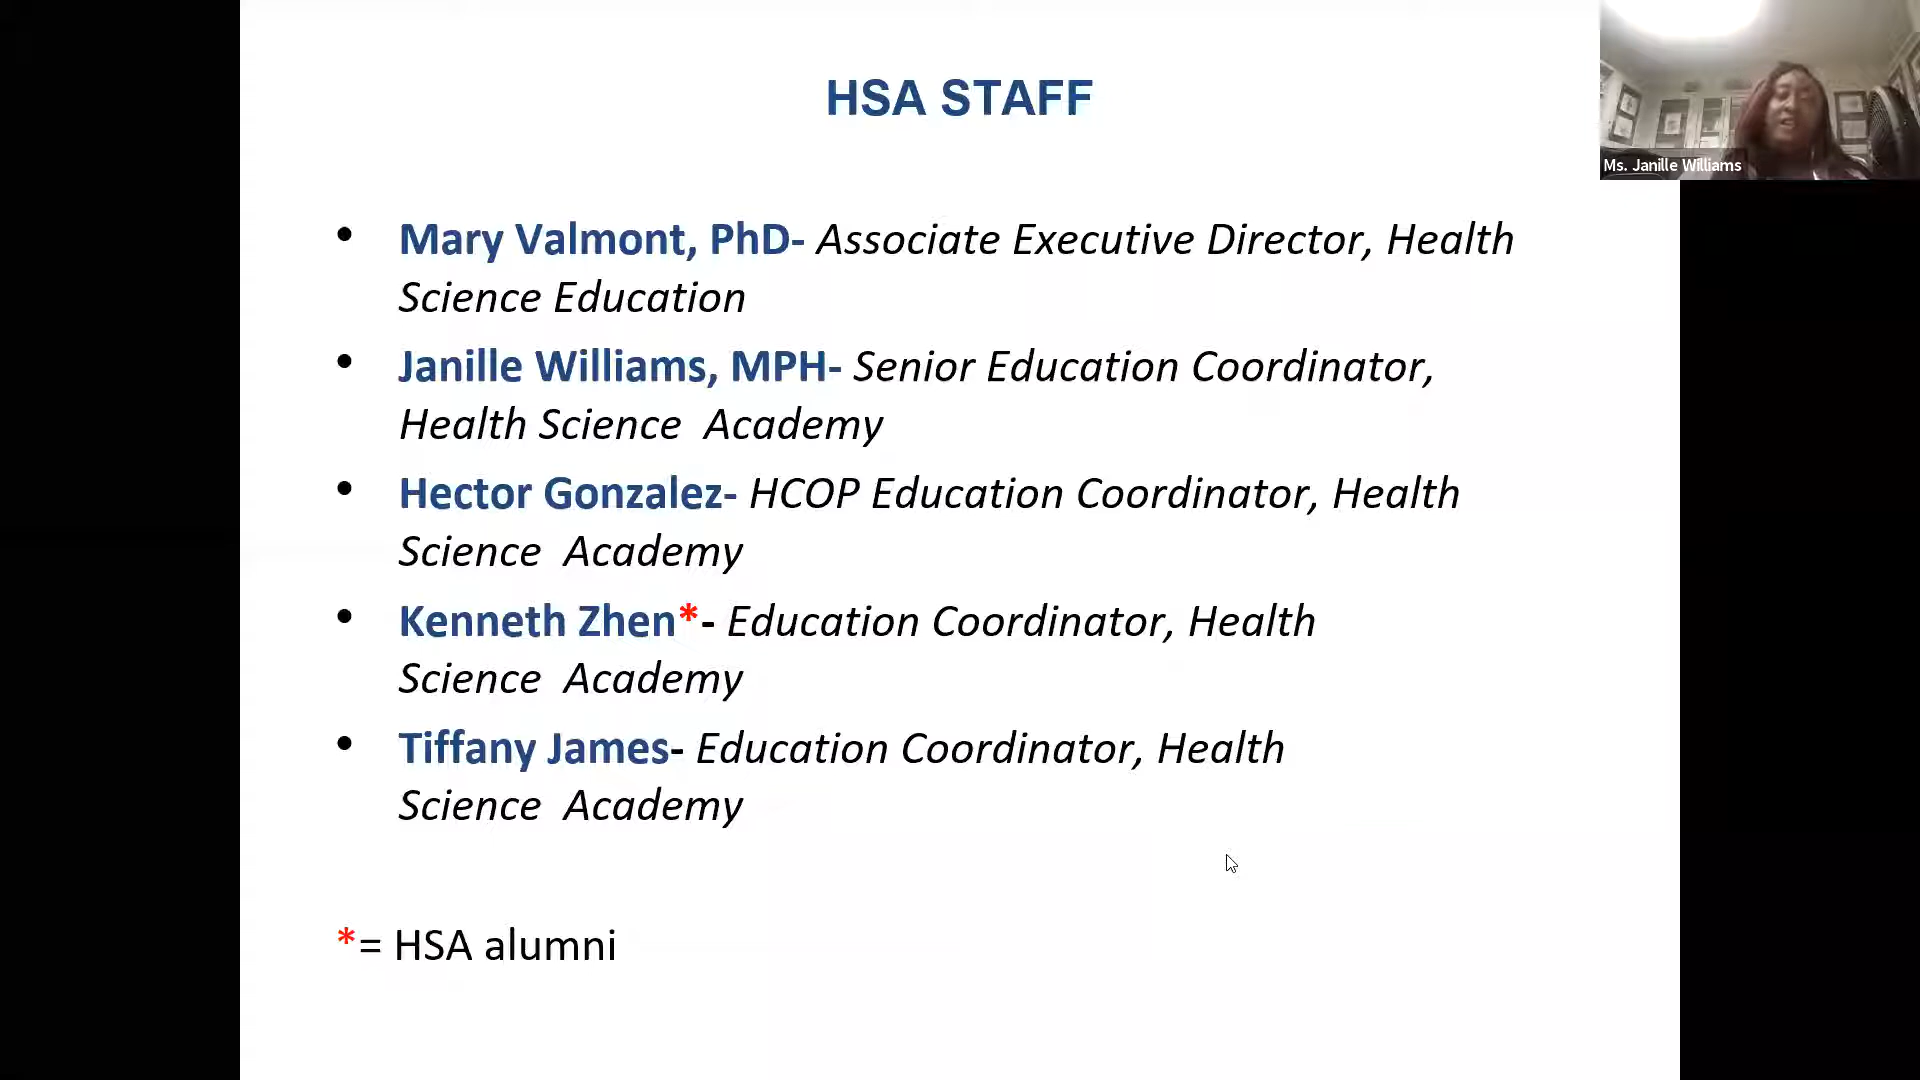 HSA STAFF
Ms. Janille Williams
• Mary Valmont, PhD- Associate Executive Director, Health
Science Education
• Janille Williams, MPH- Senior Education Coordinator,
Health Science  Academy
• Hector Gonzalez- HCOP Education Coordinator, Health
Science  Academy
• Kenneth Zhen*- Education Coordinator, Health
Science  Academy
• Tiffany James- Education Coordinator, Health
Science  Academy
*= HSA alumni